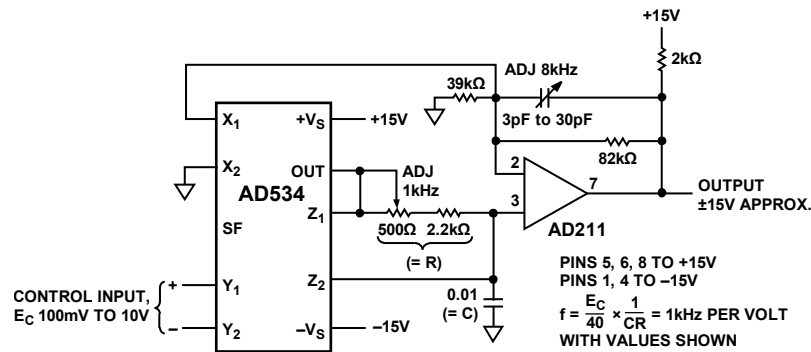 +15V
2kΩ
39kΩ
ADJ 8kHz
3pF to 30pF
82kΩ
X1
+VS
+15V
X2
OUT
ADJ
1kHz
AD534
SF
Z1
500Ω
2.2kΩ
(= R)
2
3
7
AD211
OUTPUT
±15V APPROX.
CONTROL INPUT,
EC 100mV TO 10V
+
–
Y1
Y2
Z2
0.01
(= C)
–VS
–15V
PINS 5, 6, 8 TO +15V
PINS 1, 4 TO –15V
f = EC/40 × 1/CR = 1kHz PER VOLT
WITH VALUES SHOWN